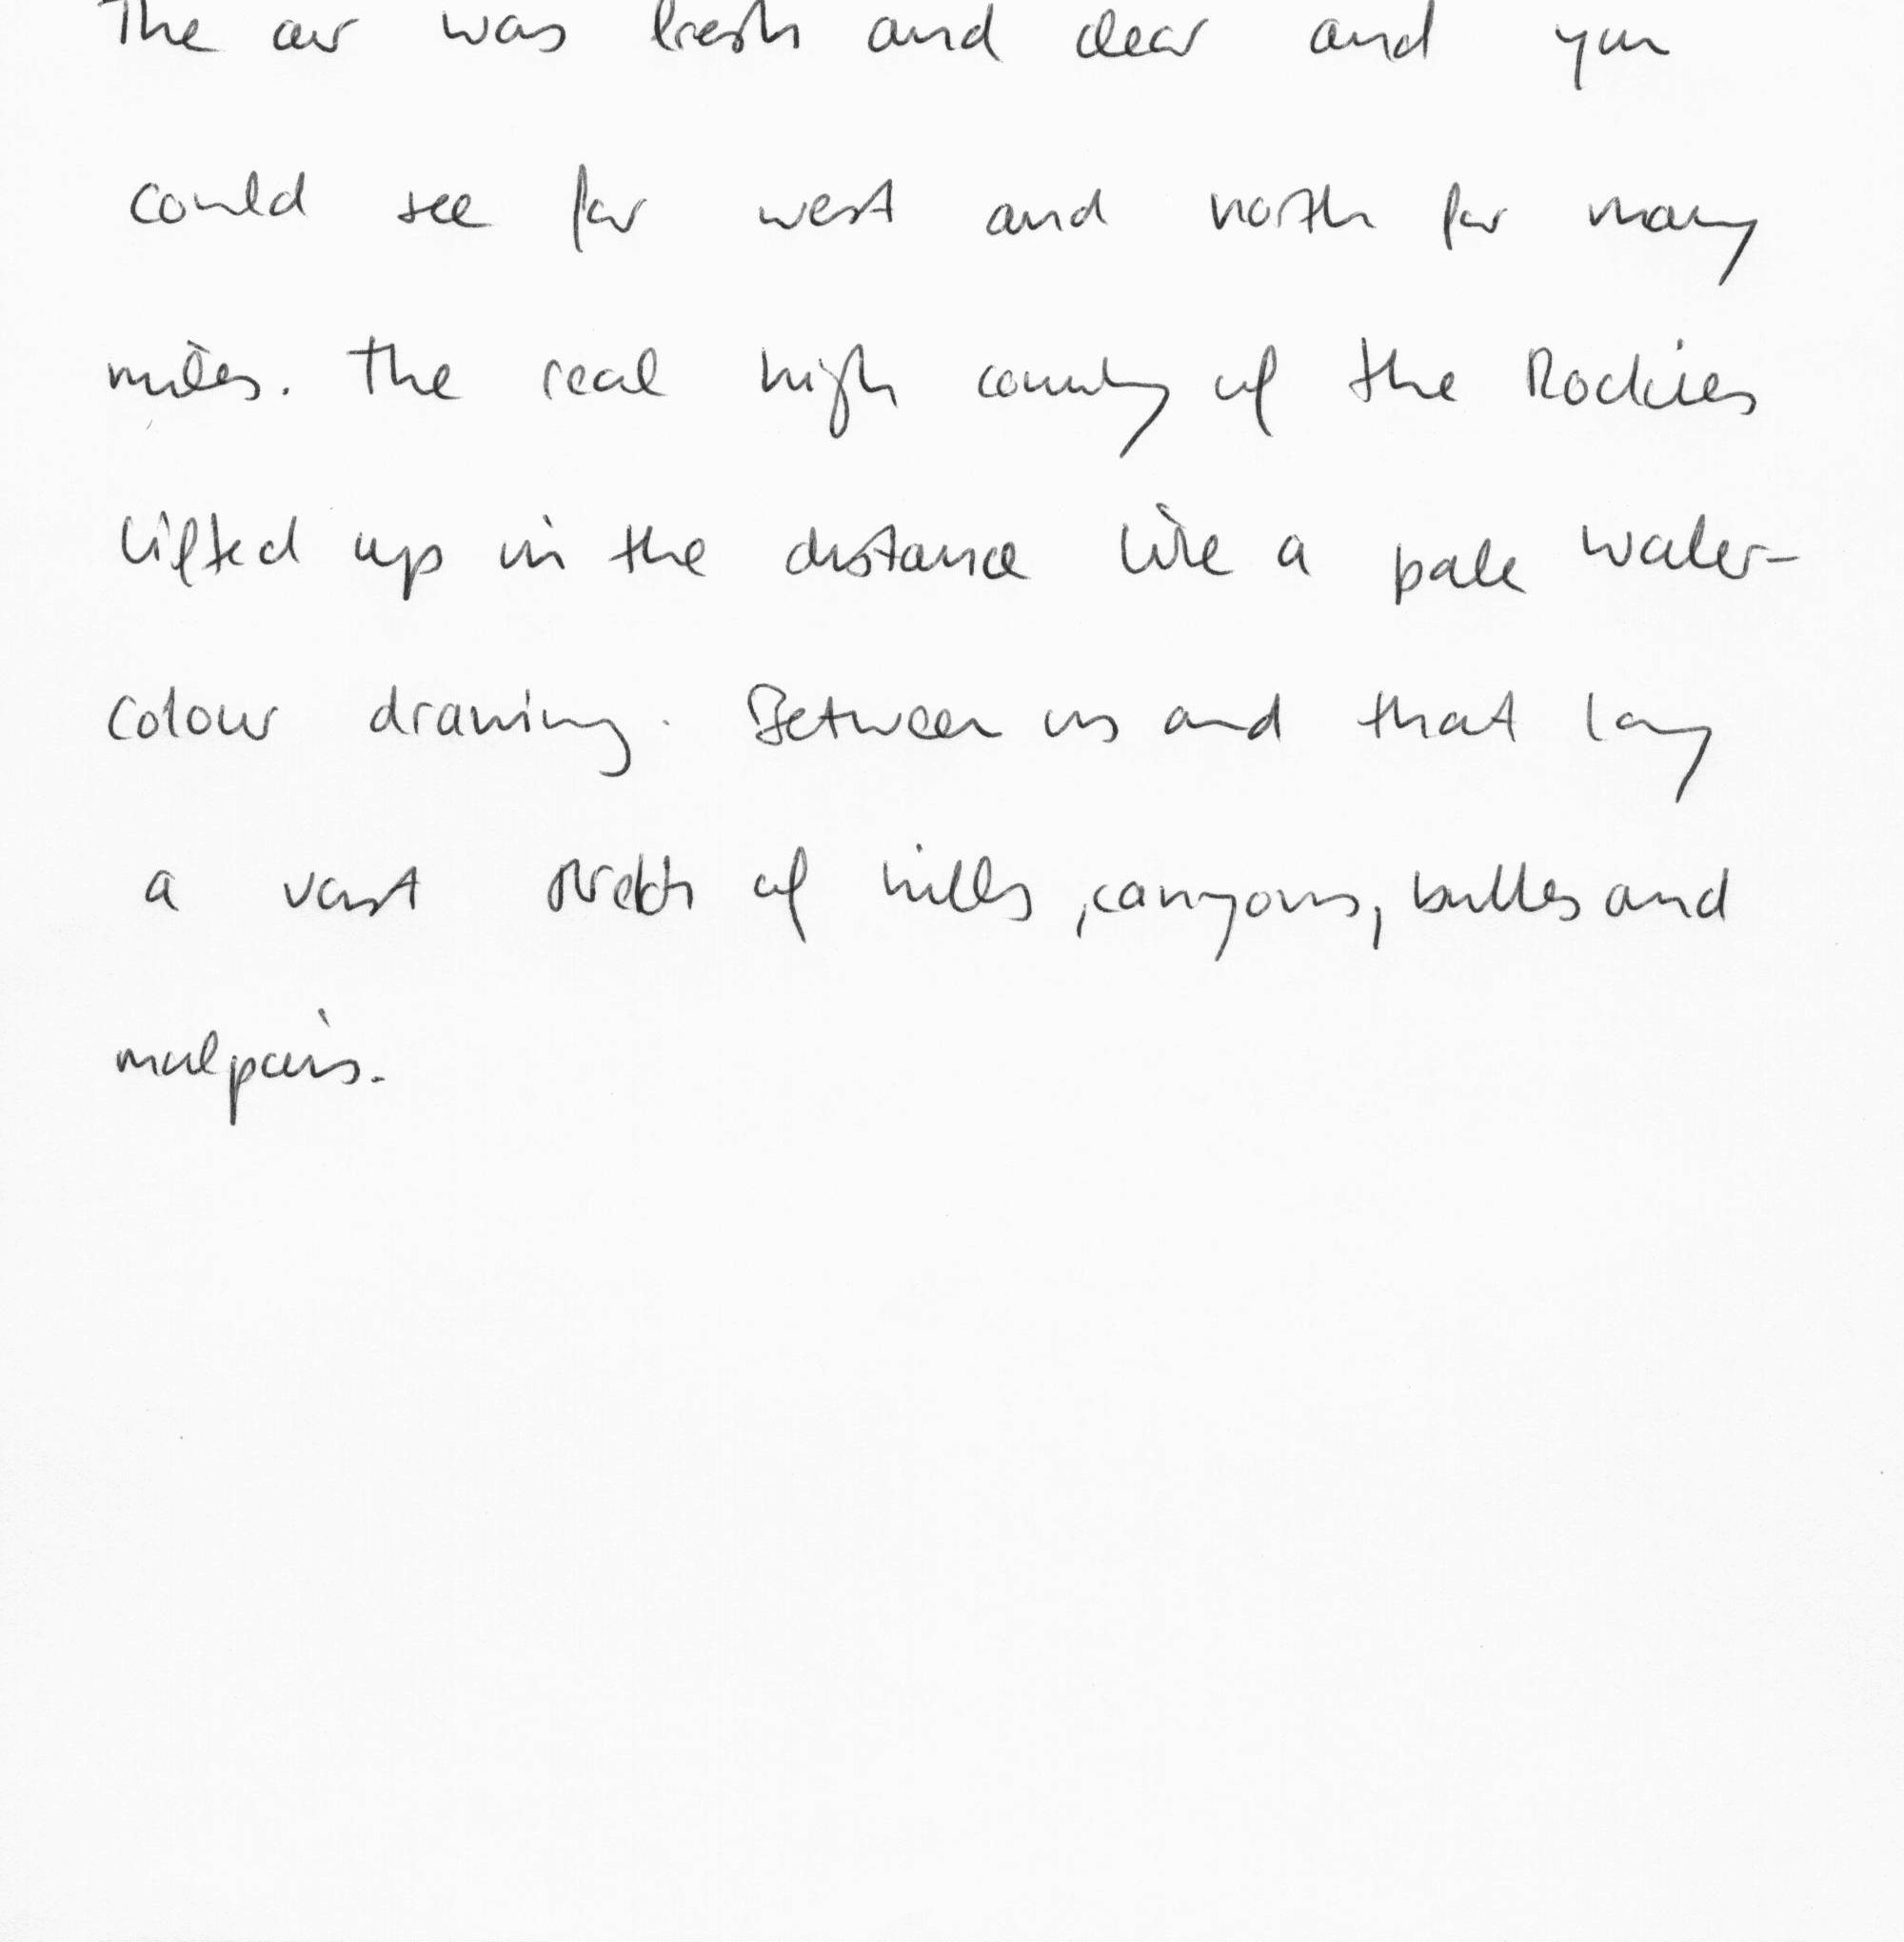 The air was fresh and clear and you
could see far west and north for many
miles. The real high country of the Rockies
lifted up in the distance like a pale water-
colour drawing. Between us and that lay
a vast stretch of hills, canyons, buttes and
malpais.